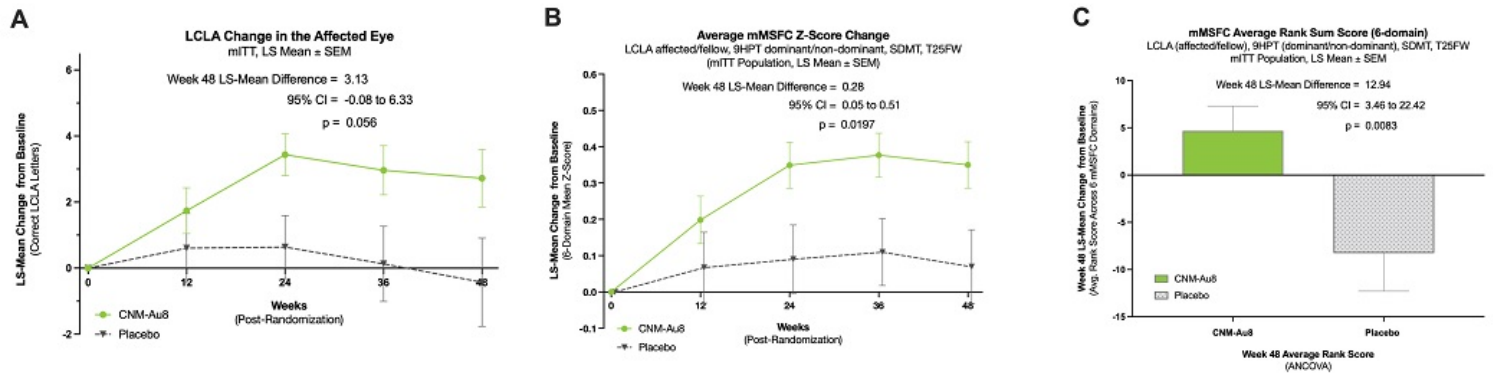 A
LCLA Change in the Affected Eye
mITT, LS Mean ± SEM
Week 48 LS-Mean Difference = 3.13
95% CI = -0.08 to 6.33
p = 0.056
LS-Mean Change from Baseline
(Correct LCLA Letters)
6
4
2
0
-2
0
12
24
36
48
Weeks
(Post-Randomization)
CNM-Au8
Placebo
B
Average mMSFC Z-Score Change
LCLA affected/fellow, 9HPT dominant/non-dominant, SDMT, T25FW
(mITT Population, LS Mean ± SEM)
Week 48 LS-Mean Difference = 0.28
95% CI = 0.05 to 0.51
p = 0.0197
LS-Mean Change from Baseline
(6-Domain Mean Z-Score)
0.6
0.5
0.4
0.3
0.2
0.1
0.0
-0.1
0
12
24
36
48
Weeks
(Post-Randomization)
CNM-Au8
Placebo
C
mMSFC Average Rank Sum Score (6-domain)
LCLA (affected/fellow), 9HPT (dominant/non-dominant), SDMT, T25FW
mITT Population, LS Mean ± SEM
Week 48 LS-Mean Difference = 12.94
95% CI = 3.46 to 22.42
p = 0.0083
Week 48 LS-Mean Change from Baseline
(Avg. Rank Score Across 6 mMSFC Domains)
10
5
0
-5
-10
-15
CNM-Au8
Placebo
CNM-Au8
Placebo
Week 48 Average Rank Score
(ANCOVA)